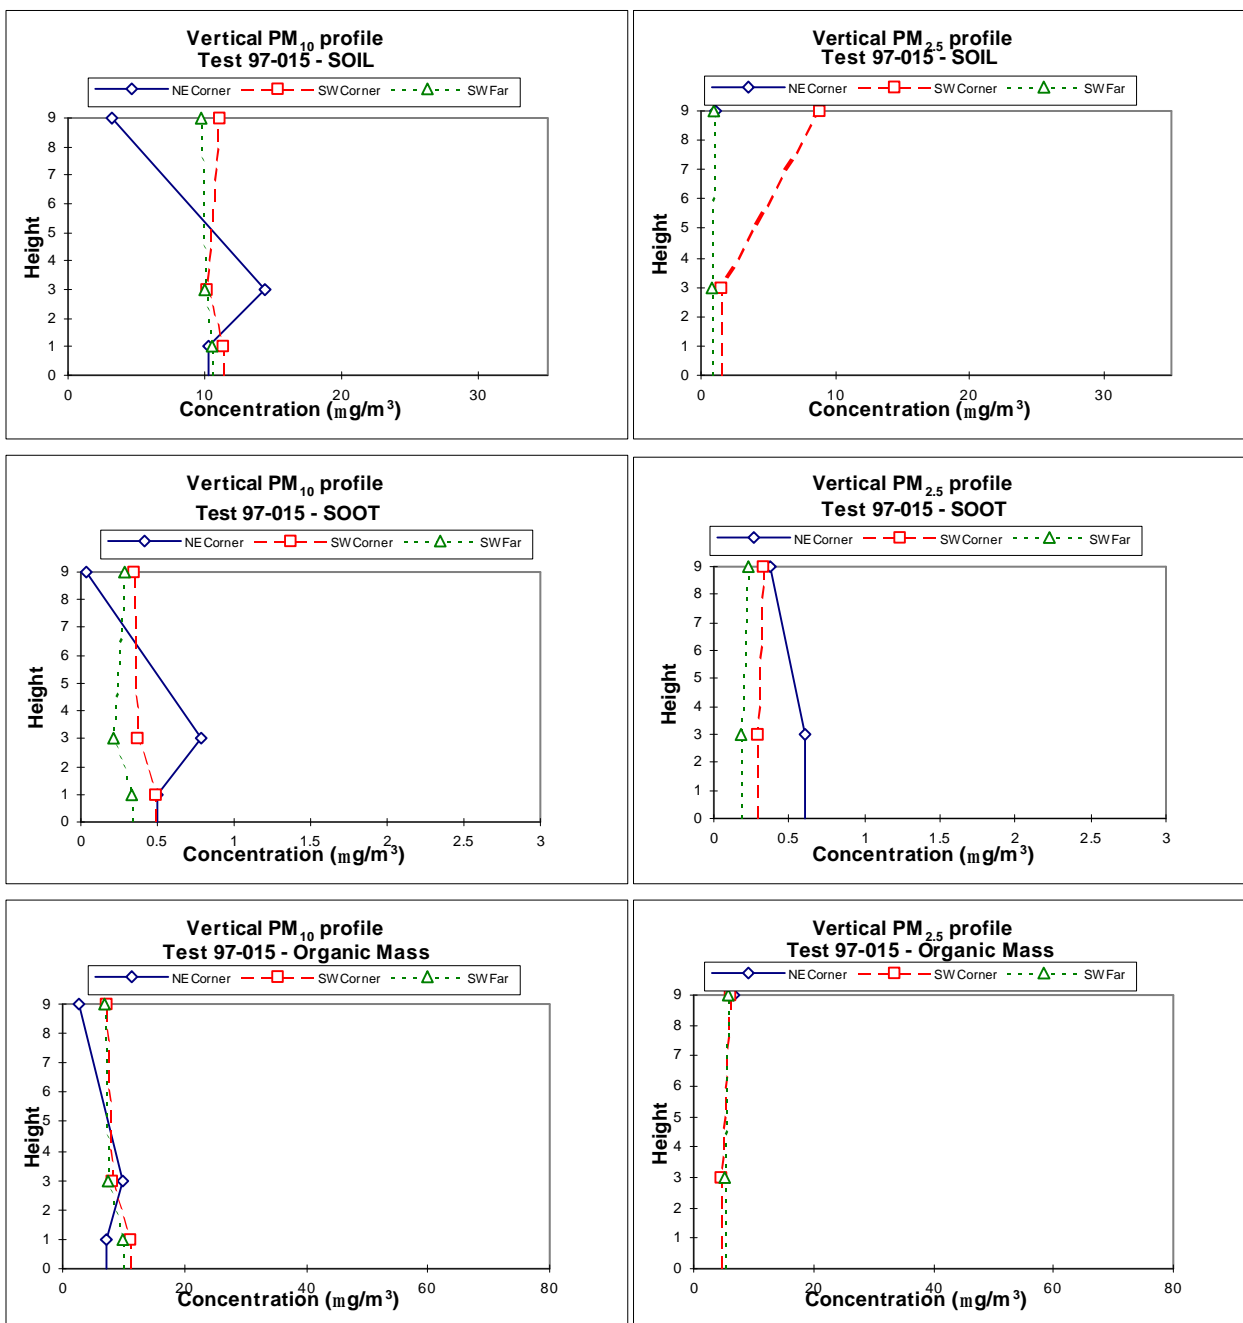 Vertical PM10 profile
Test 97-015 - SOIL
NE Corner SW Corner SW Far
9
8
7
6
5
4
3
2
1
0
Height
0 10 20 30
Concentration (mg/m³)
Vertical PM2.5 profile
Test 97-015 - SOIL
NE Corner SW Corner SW Far
9
8
7
6
5
4
3
2
1
0
Height
0 10 20 30
Concentration (mg/m³)
Vertical PM10 profile
Test 97-015 - SOOT
NE Corner SW Corner SW Far
9
8
7
6
5
4
3
2
1
0
Height
0 0.5 1 1.5 2 2.5 3
Concentration (mg/m³)
Vertical PM2.5 profile
Test 97-015 - SOOT
NE Corner SW Corner SW Far
9
8
7
6
5
4
3
2
1
0
Height
0 0.5 1 1.5 2 2.5 3
Concentration (mg/m³)
Vertical PM10 profile
Test 97-015 - Organic Mass
NE Corner SW Corner SW Far
9
8
7
6
5
4
3
2
1
0
Height
0 20 40 60 80
Concentration (mg/m³)
Vertical PM2.5 profile
Test 97-015 - Organic Mass
NE Corner SW Corner SW Far
9
8
7
6
5
4
3
2
1
0
Height
0 20 40 60 80
Concentration (mg/m³)